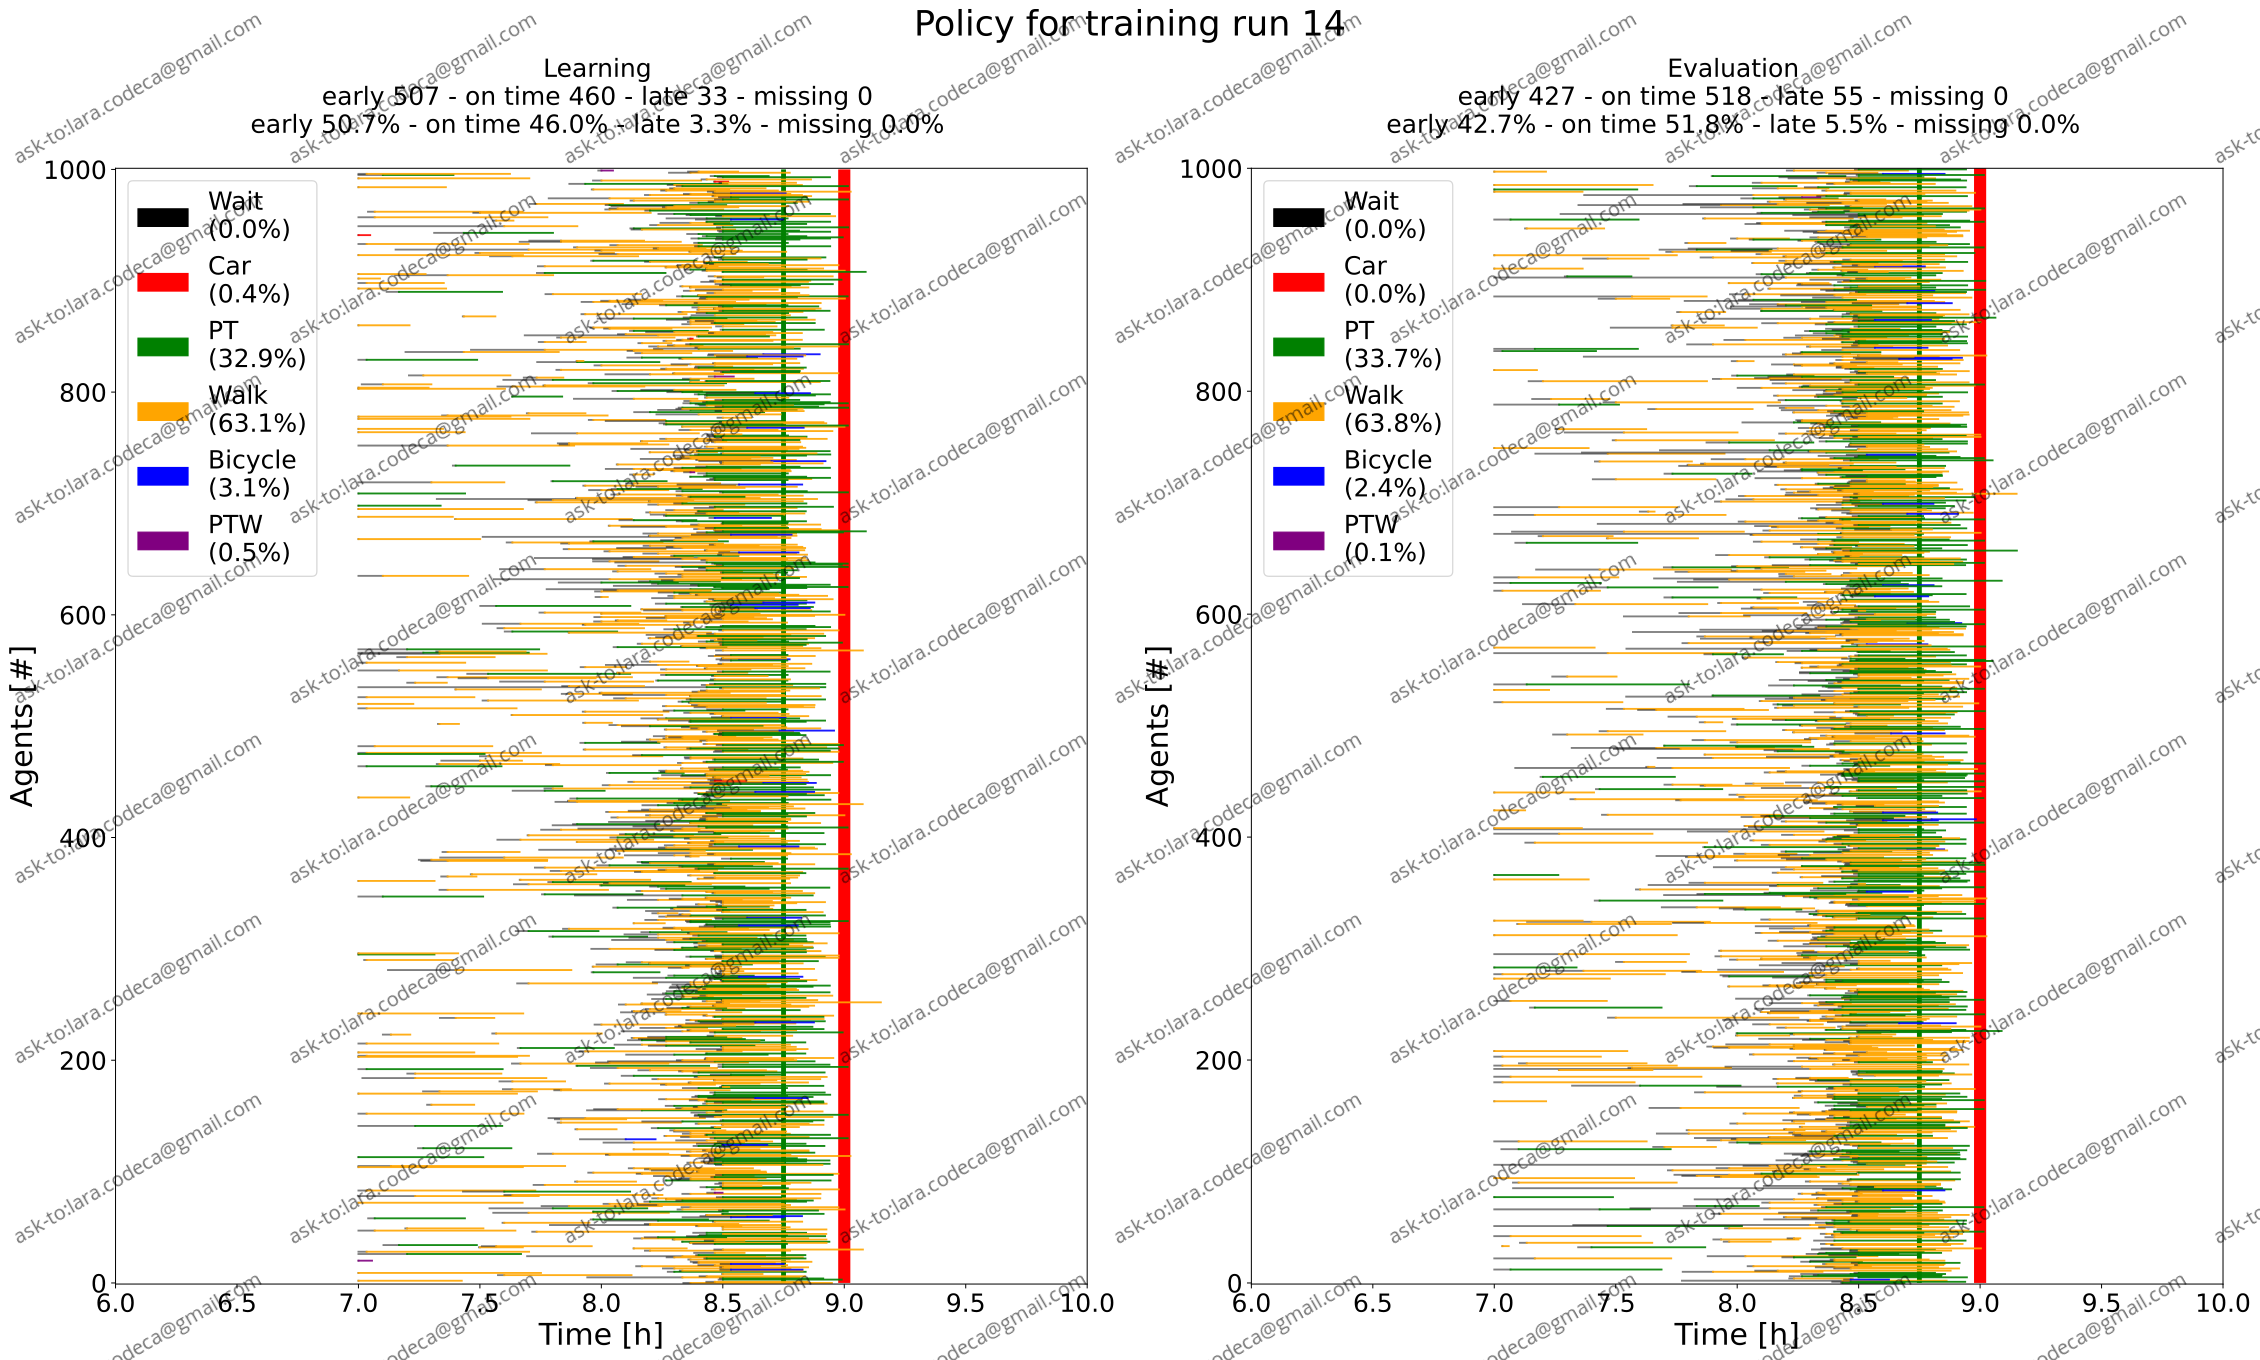 Policy for training run 14
Learning
early 507 - on time 460 - late 33 - missing 0
early 50.7% - on time 46.0% - late 3.3% - missing 0.0%
Wait
(0.0%)
Car
(0.4%)
PT
(32.9%)
Walk
(63.1%)
Bicycle
(3.1%)
PTW
(0.5%)
Agents [#]
1000
800
600
400
200
0
6.0 6.5 7.0 7.5 8.0 8.5 9.0 9.5 10.0
Time [h]
Evaluation
early 427 - on time 518 - late 55 - missing 0
early 42.7% - on time 51.8% - late 5.5% - missing 0.0%
Wait
(0.0%)
Car
(0.0%)
PT
(33.7%)
Walk
(63.8%)
Bicycle
(2.4%)
PTW
(0.1%)
Agents [#]
1000
800
600
400
200
0
6.0 6.5 7.0 7.5 8.0 8.5 9.0 9.5 10.0
Time [h]
ask-to:lara.codeca@gmail.com